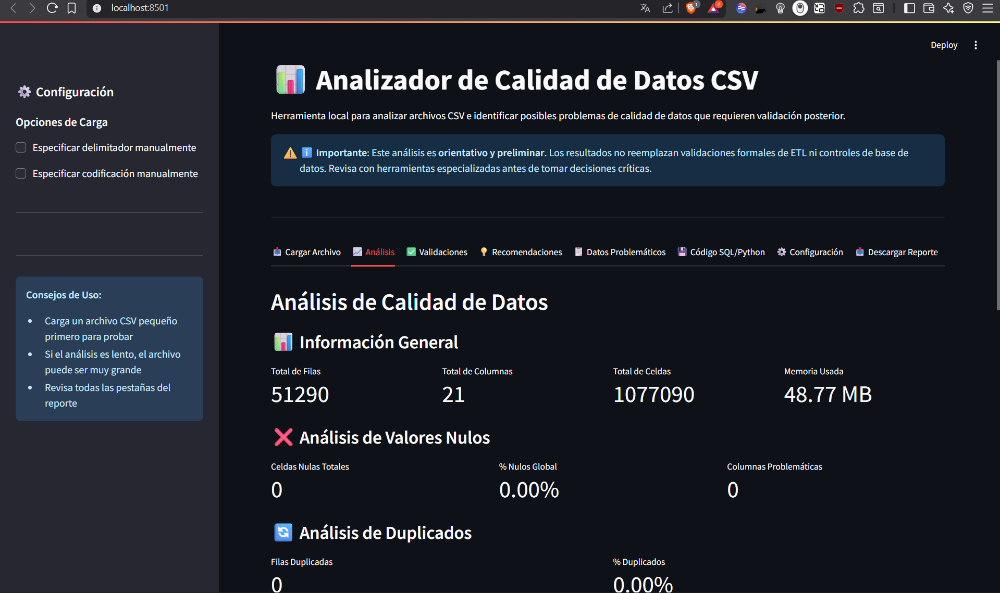 localhost:8501
1
2
Deploy
Configuración
Opciones de Carga
Especificar delimitador manualmente
Especificar codificación manualmente
Consejos de Uso:
• Carga un archivo CSV pequeño
primero para probar
• Si el análisis es lento, el archivo
puede ser muy grande
• Revisa todas las pestañas del
reporte
Analizador de Calidad de Datos CSV
Herramienta local para analizar archivos CSV e identificar posibles problemas de calidad de datos que requieren validación posterior.
Importante: Este análisis es orientativo y preliminar. Los resultados no reemplazan validaciones formales de ETL ni controles de base de
datos. Revisa con herramientas especializadas antes de tomar decisiones críticas.
Cargar Archivo Análisis Validaciones Recomendaciones Datos Problemáticos Código SQL/Python Configuración Descargar Reporte
Análisis de Calidad de Datos
Información General
Total de Filas Total de Columnas Total de Celdas Memoria Usada
51290 21 1077090 48.77 MB
Análisis de Valores Nulos
Celdas Nulas Totales % Nulos Global Columnas Problemáticas
0 0.00% 0
Análisis de Duplicados
Filas Duplicadas % Duplicados
0 0.00%